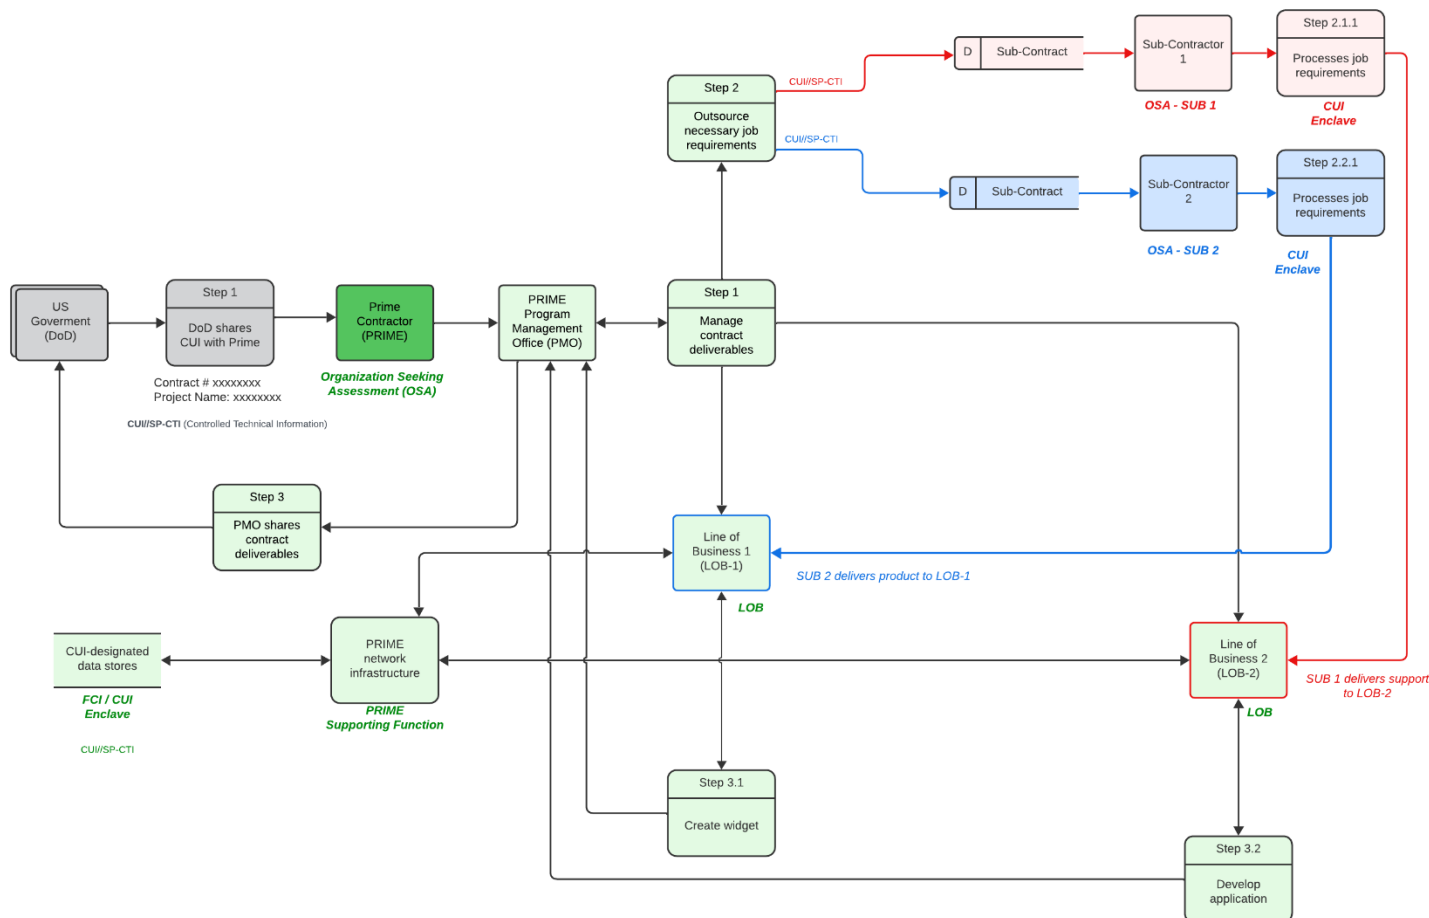 Step 2
Outsource
necessary job
requirements
CUI//SP-CTI
CUI//SP-CTI
D
Sub-Contract
Sub-Contractor
1
OSA - SUB 1
Step 2.1.1
Processes job
requirements
CUI
Enclave
D
Sub-Contract
Sub-Contractor
2
OSA - SUB 2
Step 2.2.1
Processes job
requirements
CUI
Enclave
US
Goverment
(DoD)
Step 1
DoD shares
CUI with Prime
Contract # xxxxxxxx
Project Name: xxxxxxxx
CUI//SP-CTI (Controlled Technical Information)
Prime
Contractor
(PRIME)
Organization Seeking
Assessment (OSA)
PRIME
Program
Management
Office (PMO)
Step 1
Manage
contract
deliverables
Step 3
PMO shares
contract
deliverables
Line of
Business 1
(LOB-1)
LOB
SUB 2 delivers product to LOB-1
CUI-designated
data stores
FCI / CUI
Enclave
CUI//SP-CTI
PRIME
network
infrastructure
PRIME
Supporting Function
Line of
Business 2
(LOB-2)
LOB
SUB 1 delivers support
to LOB-2
Step 3.1
Create widget
Step 3.2
Develop
application